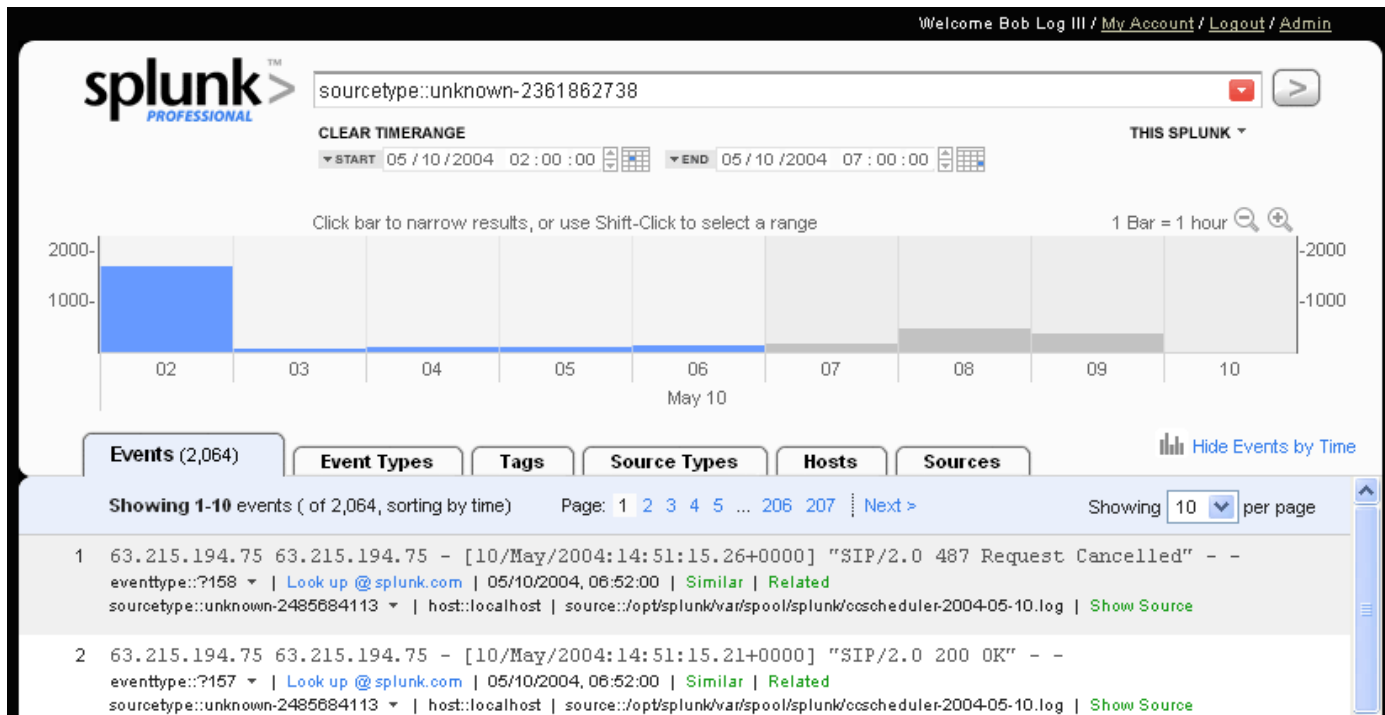 Welcome Bob Log III / My Account / Logout / Admin
splunk> ™
PROFESSIONAL
sourcetype::unknown-2361862738
>
CLEAR TIMERANGE
THIS SPLUNK
START 05/10/2004 02:00:00 END 05/10/2004 07:00:00
Click bar to narrow results, or use Shift-Click to select a range
1 Bar = 1 hour
2000- -2000
1000- -1000
02 03 04 05 06 07 08 09 10
May 10
Hide Events by Time
Events (2,064) Event Types Tags Source Types Hosts Sources
Showing 1-10 events ( of 2,064, sorting by time) Page: 1 2 3 4 5 ... 206 207 Next > Showing 10 per page
1 63.215.194.75 63.215.194.75 - [10/May/2004:14:51:15.26+0000] "SIP/2.0 487 Request Cancelled" - -
eventtype::?158 | Look up @ splunk.com | 05/10/2004, 06:52:00 | Similar | Related
sourcetype::unknown-2485684113 | host::localhost | source::/opt/splunk/var/spool/splunk/ccscheduler-2004-05-10.log | Show Source
2 63.215.194.75 63.215.194.75 - [10/May/2004:14:51:15.21+0000] "SIP/2.0 200 OK" - -
eventtype::?157 | Look up @ splunk.com | 05/10/2004, 06:52:00 | Similar | Related
sourcetype::unknown-2485684113 | host::localhost | source::/opt/splunk/var/spool/splunk/ccscheduler-2004-05-10.log | Show Source